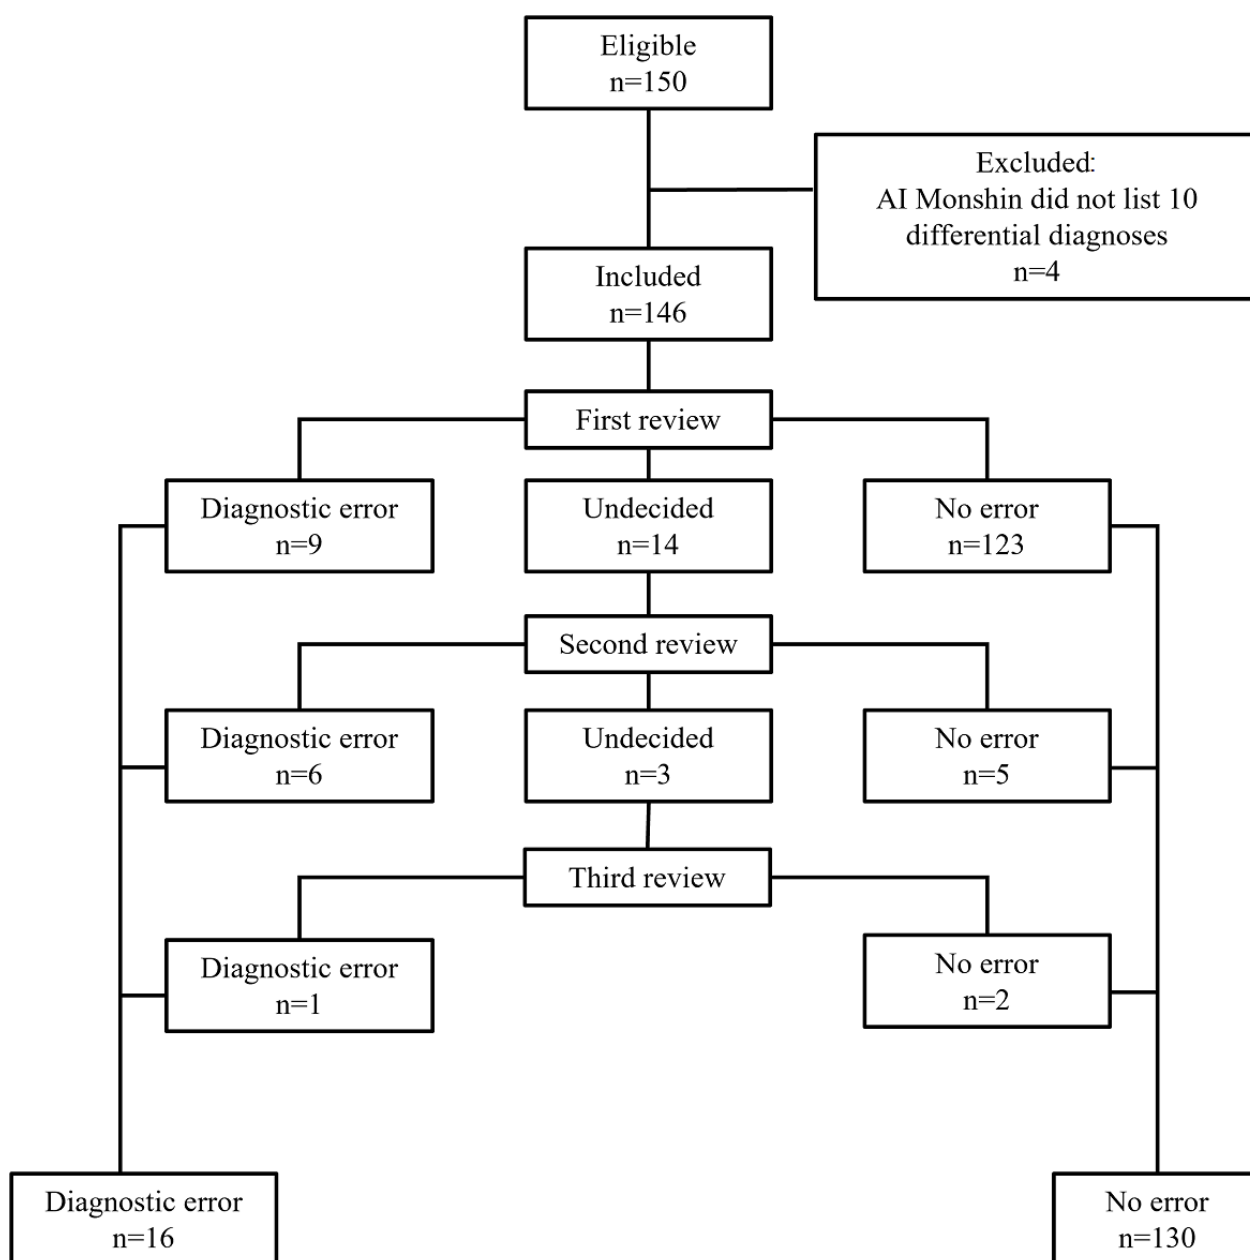 Eligible
n=150
Excluded:
AI Monshin did not list 10
differential diagnoses
n=4
Included
n=146
First review
Diagnostic error
n=9
Undecided
n=14
No error
n=123
Second review
Diagnostic error
n=6
Undecided
n=3
No error
n=5
Third review
Diagnostic error
n=1
No error
n=2
Diagnostic error
n=16
No error
n=130